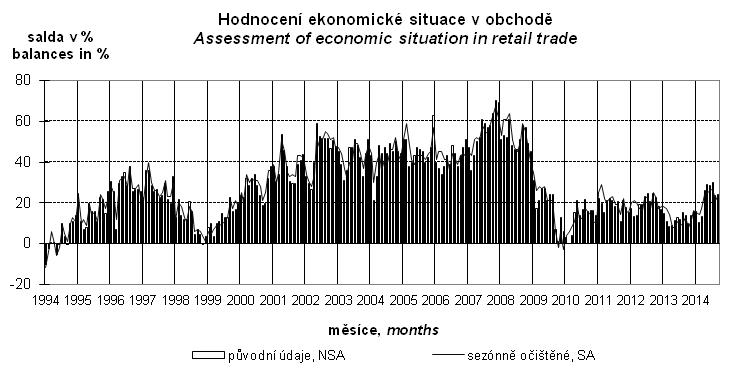 Hodnocení ekonomické situace v obchodě
Assessment of economic situation in retail trade
salda v %
balances in %
80
60
40
20
0
-20
1994 1995 1996 1997 1998 1999 2000 2001 2002 2003 2004 2005 2006 2007 2008 2009 2010 2011 2012 2013 2014
měsíce, months
původní údaje, NSA sezónně očištěné, SA